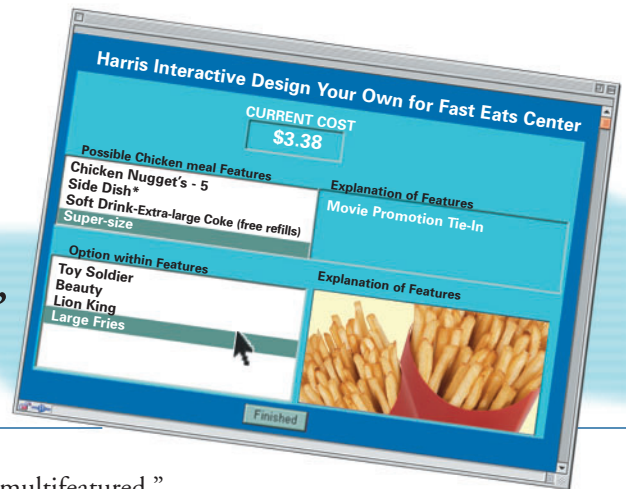 Harris Interactive Design Your Own for Fast Eats Center
CURRENT COST
$3.38
Possible Chicken meal Features
Chicken Nugget's - 5
Side Dish*
Soft Drink-Extra-large Coke (free refills)
Super-size
Explanation of Features
Movie Promotion Tie-In
Option within Features
Toy Soldier
Beauty
Lion King
Large Fries
Explanation of Features
Finished
,
multifeatured.”